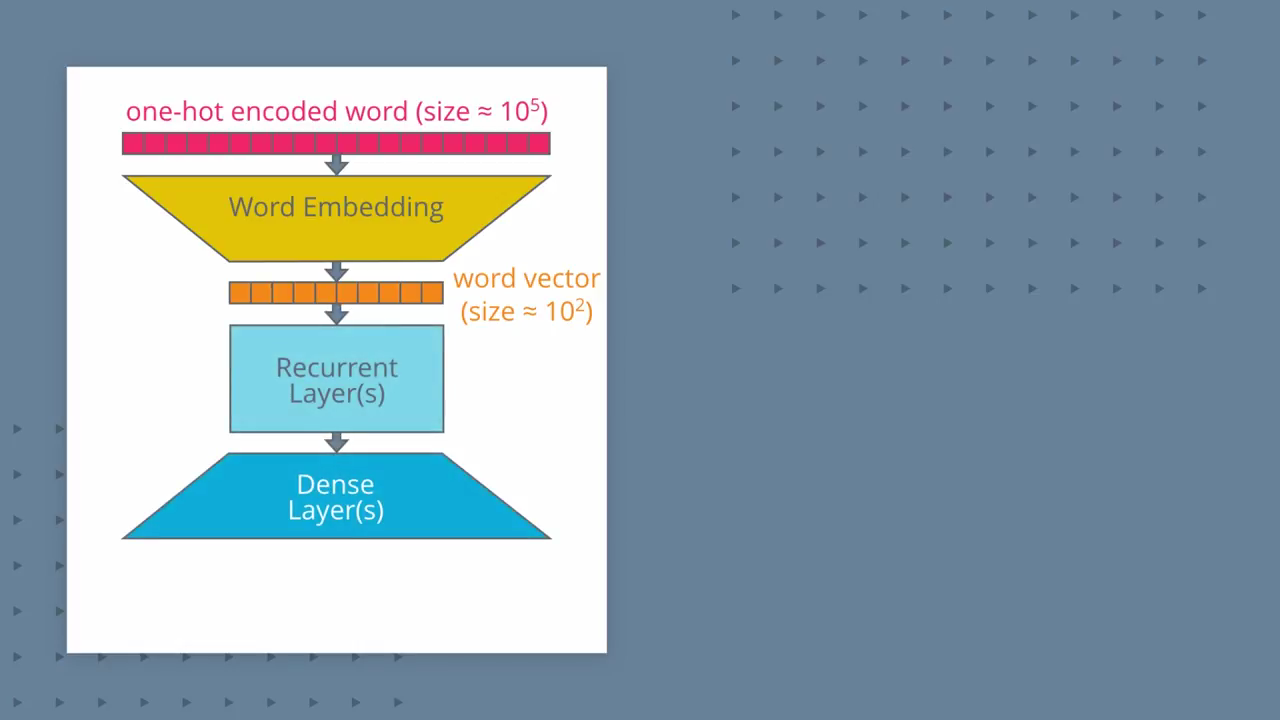 one-hot encoded word (size ≈ 10⁵)
Word Embedding
word vector
(size ≈ 10²)
Recurrent
Layer(s)
Dense
Layer(s)